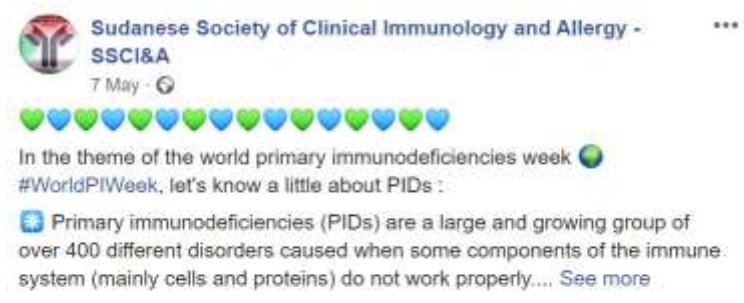 Sudanese Society of Clinical Immunology and Allergy -
SSCI&A
7 May ·
In the theme of the world primary immunodeficiencies week
#WorldPIWeek, let's know a little about PIDs :
Primary immunodeficiencies (PIDs) are a large and growing group of
over 400 different disorders caused when some components of the immune
system (mainly cells and proteins) do not work properly.... See more